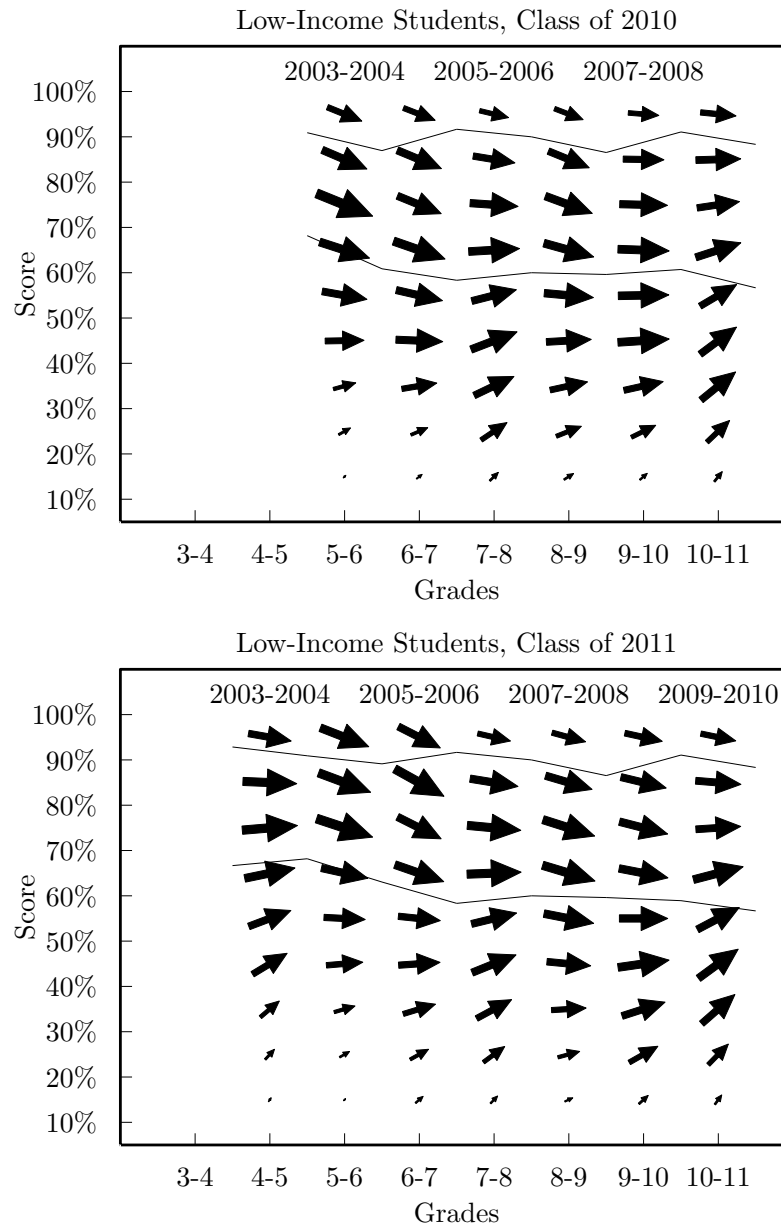 Low-Income Students, Class of 2010
2003-2004 2005-2006 2007-2008
100%
90%
80%
70%
60%
50%
40%
30%
20%
10%
Score
3-4 4-5 5-6 6-7 7-8 8-9 9-10 10-11
Grades
Low-Income Students, Class of 2011
2003-2004 2005-2006 2007-2008 2009-2010
100%
90%
80%
70%
60%
50%
40%
30%
20%
10%
Score
3-4 4-5 5-6 6-7 7-8 8-9 9-10 10-11
Grades